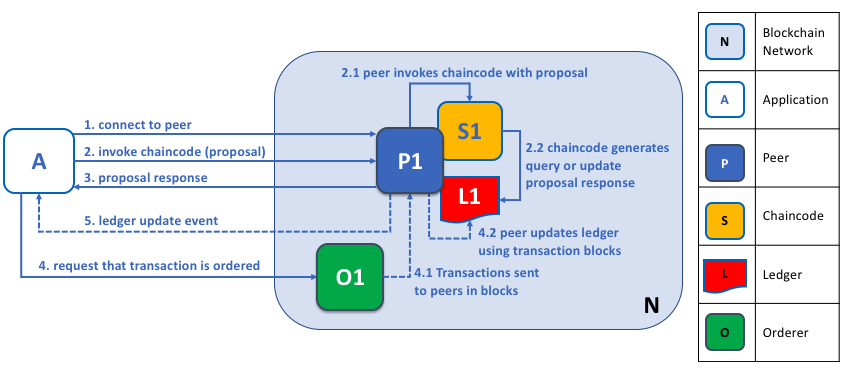 2.1 peer invokes chaincode with proposal
1. connect to peer
2. invoke chaincode (proposal)
3. proposal response
A
P1
S1
L1
2.2 chaincode generates
query or update
proposal response
5. ledger update event
4.2 peer updates ledger
using transaction blocks
4. request that transaction is ordered
O1
4.1 Transactions sent
to peers in blocks
N
N
Blockchain
Network
A
Application
P
Peer
S
Chaincode
L
Ledger
O
Orderer